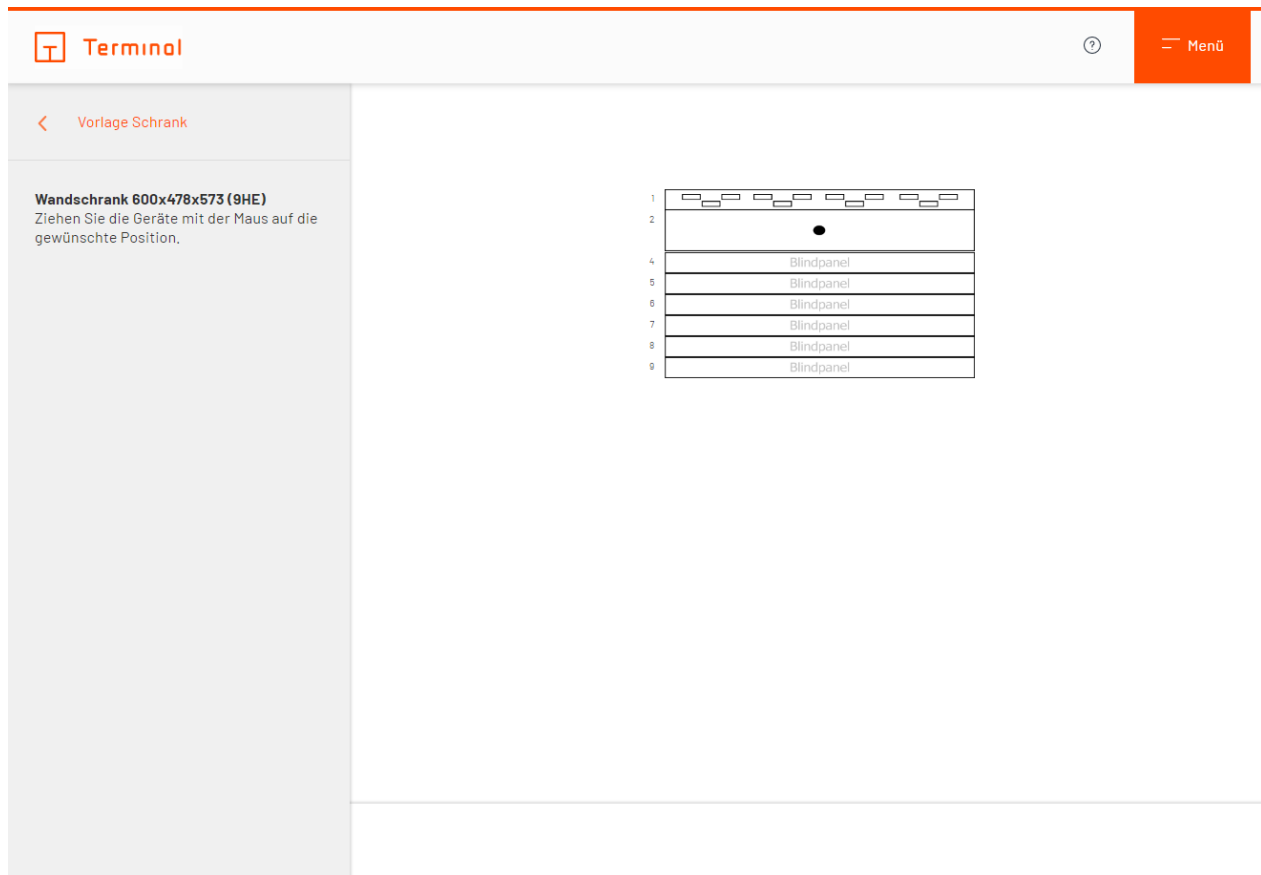 Terminal
?
Menü
Vorlage Schrank
Wandschrank 600x478x573 (9HE)
Ziehen Sie die Geräte mit der Maus auf die
gewünschte Position.
1
2
4 Blindpanel
5 Blindpanel
6 Blindpanel
7 Blindpanel
8 Blindpanel
9 Blindpanel